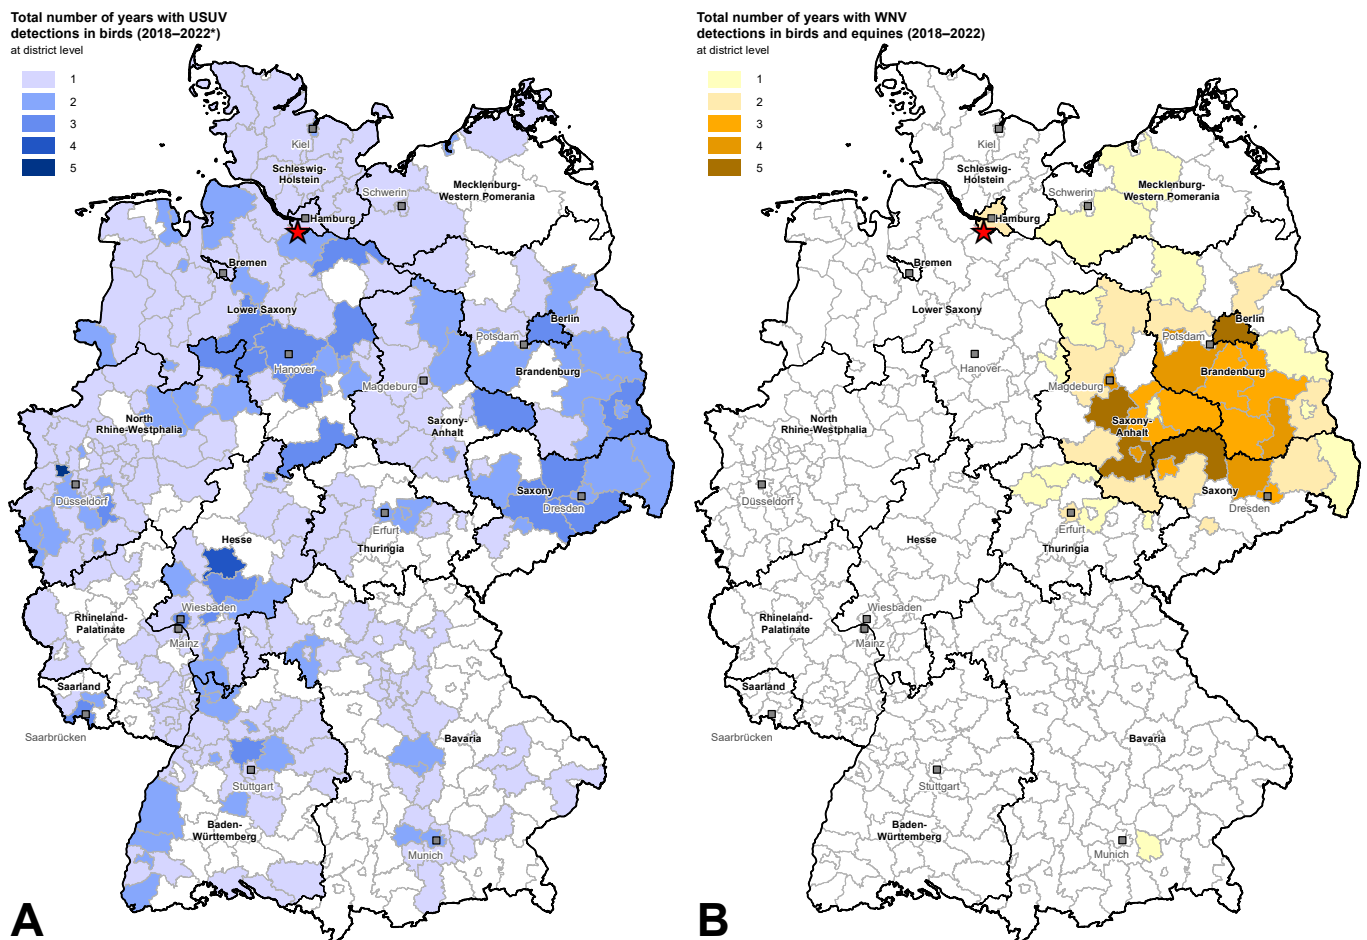 Total number of years with USUV
detections in birds (2018–2022*)
at district level
1
2
3
4
5
Kiel
Schleswig-
Holstein
Schwerin
Mecklenburg-
Western Pomerania
Hamburg
Bremen
Lower Saxony
Berlin
Potsdam
Hanover
Brandenburg
Magdeburg
North
Rhine-Westphalia
Saxony-
Anhalt
Düsseldorf
Saxony
Dresden
Erfurt
Hesse
Thuringia
Wiesbaden
Rhineland-
Palatinate
Mainz
Saarland
Saarbrücken
Bavaria
Stuttgart
Baden-
Württemberg
Munich
A
Total number of years with WNV
detections in birds and equines (2018–2022)
at district level
1
2
3
4
5
Kiel
Schleswig-
Holstein
Schwerin
Mecklenburg-
Western Pomerania
Hamburg
Bremen
Lower Saxony
Berlin
Potsdam
Hanover
Brandenburg
Magdeburg
North
Rhine-Westphalia
Saxony-
Anhalt
Düsseldorf
Saxony
Dresden
Erfurt
Hesse
Thuringia
Wiesbaden
Rhineland-
Palatinate
Mainz
Saarland
Saarbrücken
Bavaria
Stuttgart
Baden-
Württemberg
Munich
B